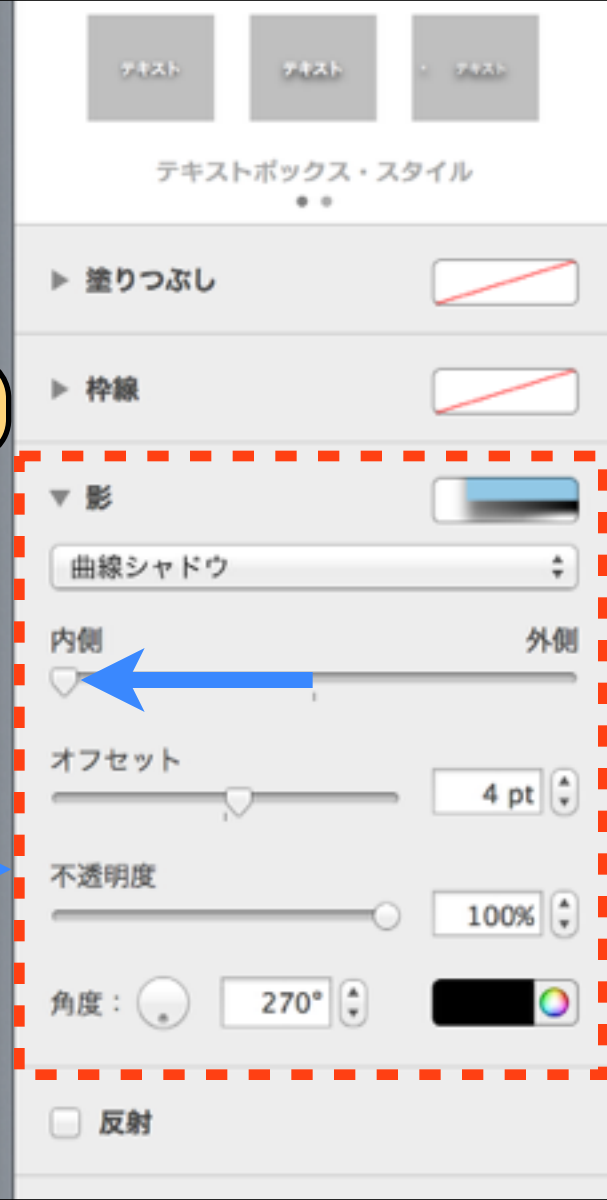 テキスト テキスト テキスト
テキストボックス・スタイル
塗りつぶし
枠線
影
曲線シャドウ
内側 外側
オフセット
4 pt
不透明度
100%
角度： 270°
反射